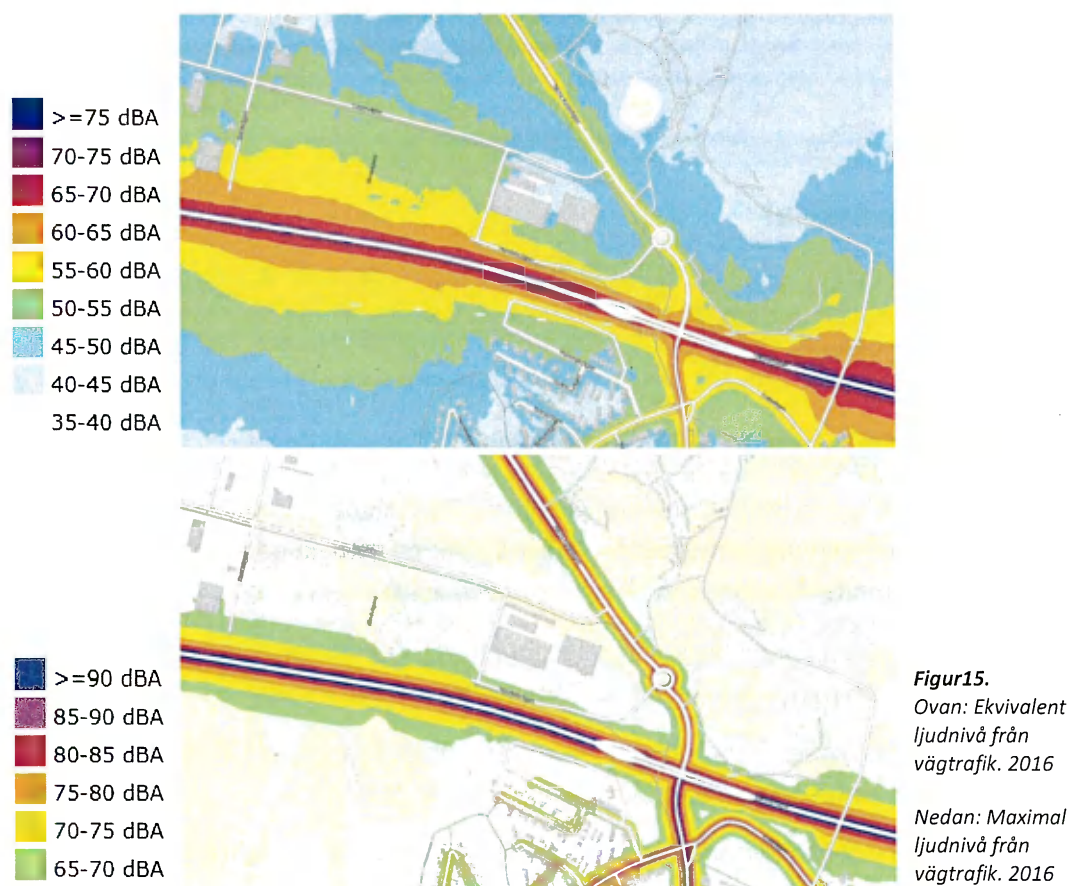 >=75 dBA
70-75 dBA
65-70 dBA
60-65 dBA
55-60 dBA
50-55 dBA
45-50 dBA
40-45 dBA
35-40 dBA
>=90 dBA
85-90 dBA
80-85 dBA
75-80 dBA
70-75 dBA
65-70 dBA
Figur15.
Ovan: Ekvivalent
ljudnivå från
vägtrafik. 2016
Nedan: Maximal
ljudnivå från
vägtrafik. 2016